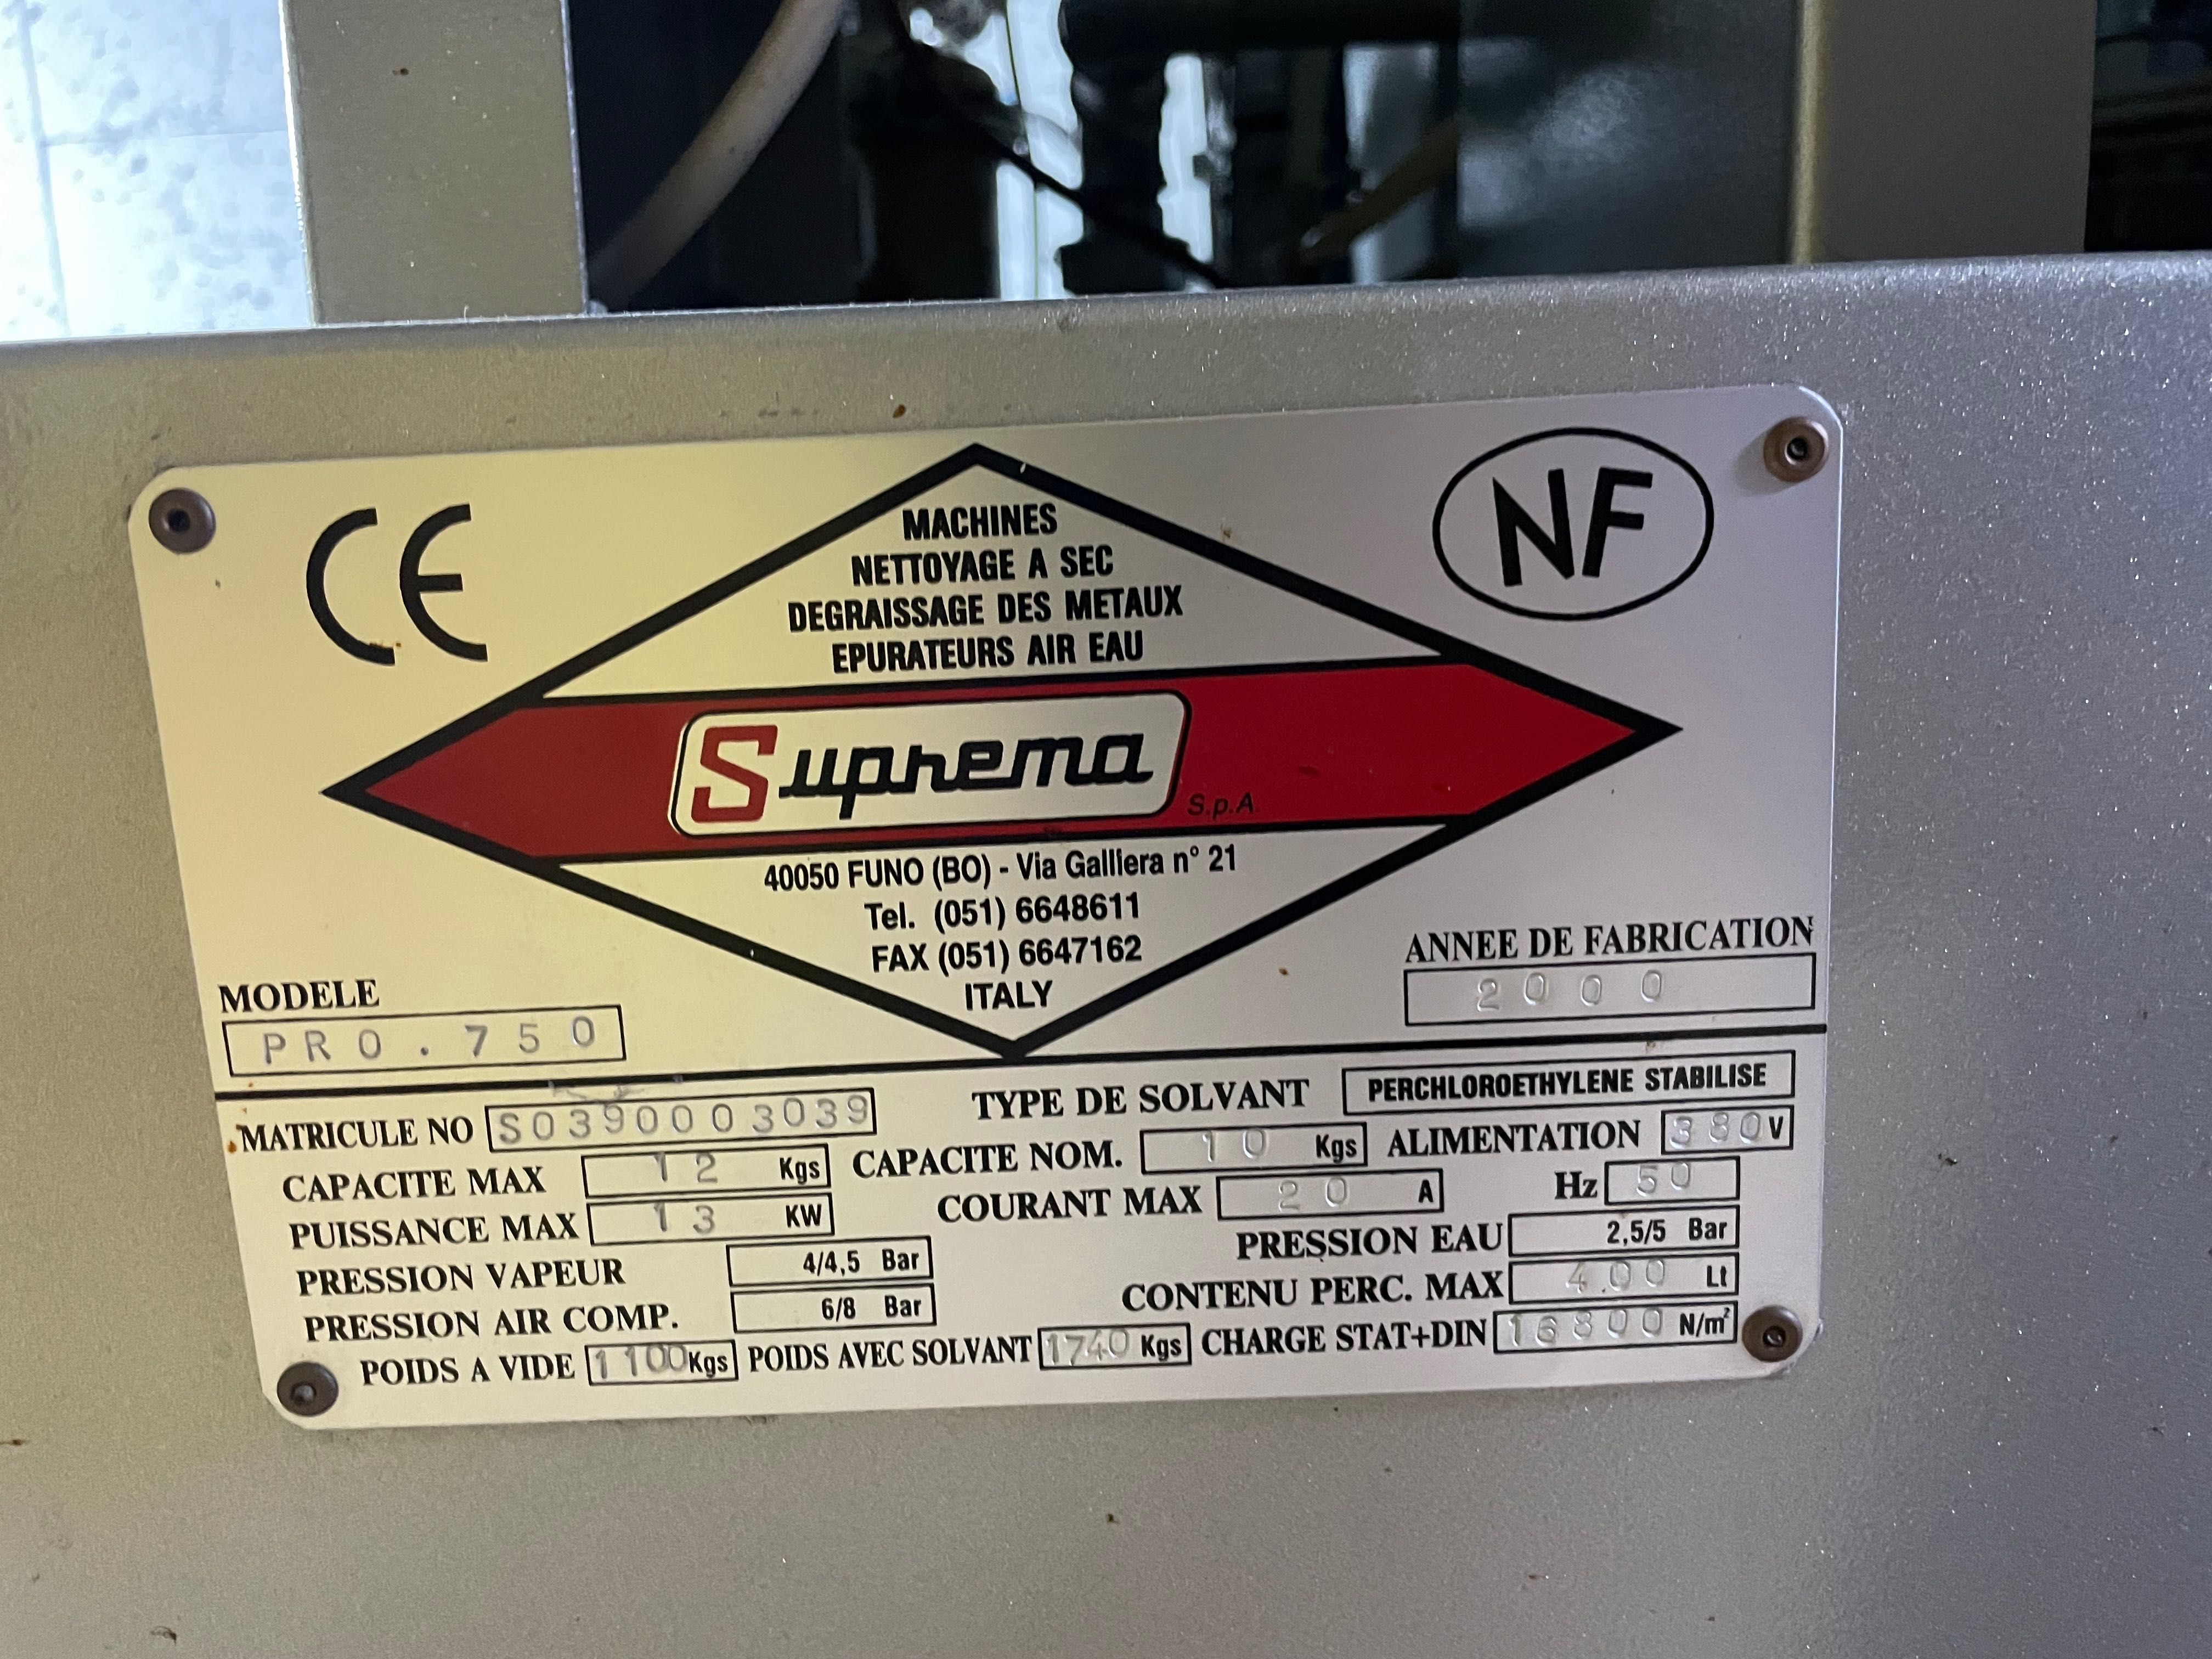 CE
NF
MACHINES
NETTOYAGE A SEC
DEGRAISSAGE DES METAUX
EPURATEURS AIR EAU
Suprema S.p.A.
40050 FUNO (BO) - Via Galliera n° 21
Tel. (051) 6648611
FAX (051) 6647162
ITALY
MODELE
PRO.750
ANNEE DE FABRICATION
2000
MATRICULE NO S0390003039 TYPE DE SOLVANT PERCHLOROETHYLENE STABILISE
CAPACITE MAX 12 Kgs CAPACITE NOM. 10 Kgs ALIMENTATION 380 V
PUISSANCE MAX 13 KW COURANT MAX 20 A Hz 50
PRESSION VAPEUR 4/4,5 Bar PRESSION EAU 2,5/5 Bar
PRESSION AIR COMP. 6/8 Bar CONTENU PERC. MAX 4.00 Lt
POIDS A VIDE 1100 Kgs POIDS AVEC SOLVANT 1740 Kgs CHARGE STAT+DIN 16800 N/m²